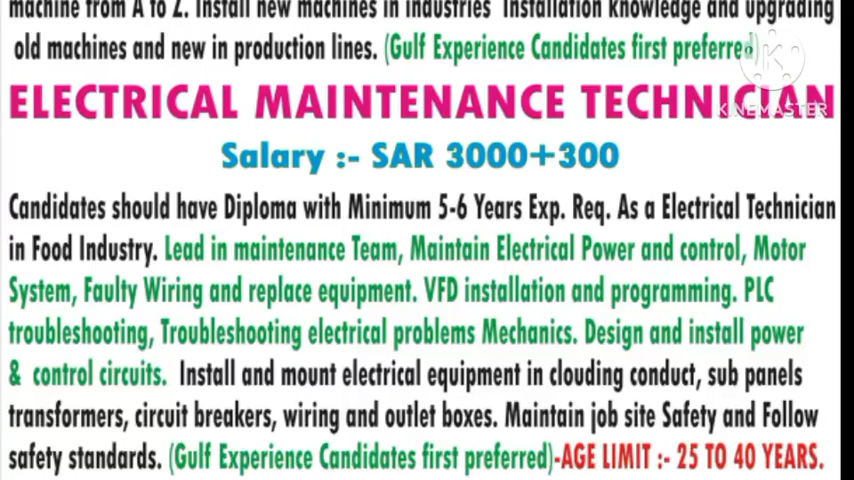 machine from A to Z. Install new machines in industries Installation knowledge and upgrading
old machines and new in production lines. (Gulf Experience Candidates first preferred)
KINEMASTER
ELECTRICAL MAINTENANCE TECHNICIAN
Salary :- SAR 3000+300
Candidates should have Diploma with Minimum 5-6 Years Exp. Req. As a Electrical Technician
in Food Industry. Lead in maintenance Team, Maintain Electrical Power and control, Motor
System, Faulty Wiring and replace equipment. VFD installation and programming. PLC
troubleshooting, Troubleshooting electrical problems Mechanics. Design and install power
& control circuits. Install and mount electrical equipment in clouding conduct, sub panels
transformers, circuit breakers, wiring and outlet boxes. Maintain job site Safety and Follow
safety standards. (Gulf Experience Candidates first preferred)-AGE LIMIT :- 25 TO 40 YEARS.